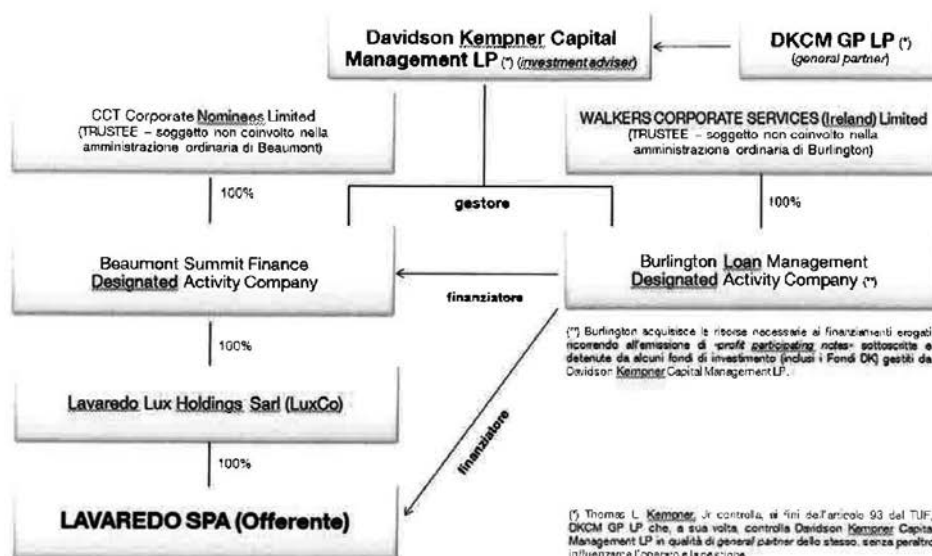 Davidson Kempner Capital
Management LP (*) (investment adviser)
DKCM GP LP (*)
(general partner)
CCT Corporate Nominees Limited
(TRUSTEE – soggetto non coinvolto nella
amministrazione ordinaria di Beaumont)
WALKERS CORPORATE SERVICES (Ireland) Limited
(TRUSTEE – soggetto non coinvolto nella
amministrazione ordinaria di Burlington)
100%
gestore
100%
Beaumont Summit Finance
Designated Activity Company
finanziatore
Burlington Loan Management
Designated Activity Company (**)
100%
(**) Burlington acquisisce le risorse necessarie ai finanziamenti erogati
ricorrendo all'emissione di «profit participating notes» sottoscritte e
detenute da alcuni fondi di investimento (inclusi i Fondi DK) gestiti da
Davidson Kempner Capital Management LP.
Lavaredo Lux Holdings Sarl (LuxCo)
finanziatore
100%
LAVAREDO SPA (Offerente)
(*) Thomas L. Kempner, Jr controlla, ai fini dell'articolo 93 del TUF,
DKCM GP LP che, a sua volta, controlla Davidson Kempner Capital
Management LP in qualità di general partner dello stesso, senza peraltro
influenzarne l'operato e la gestione